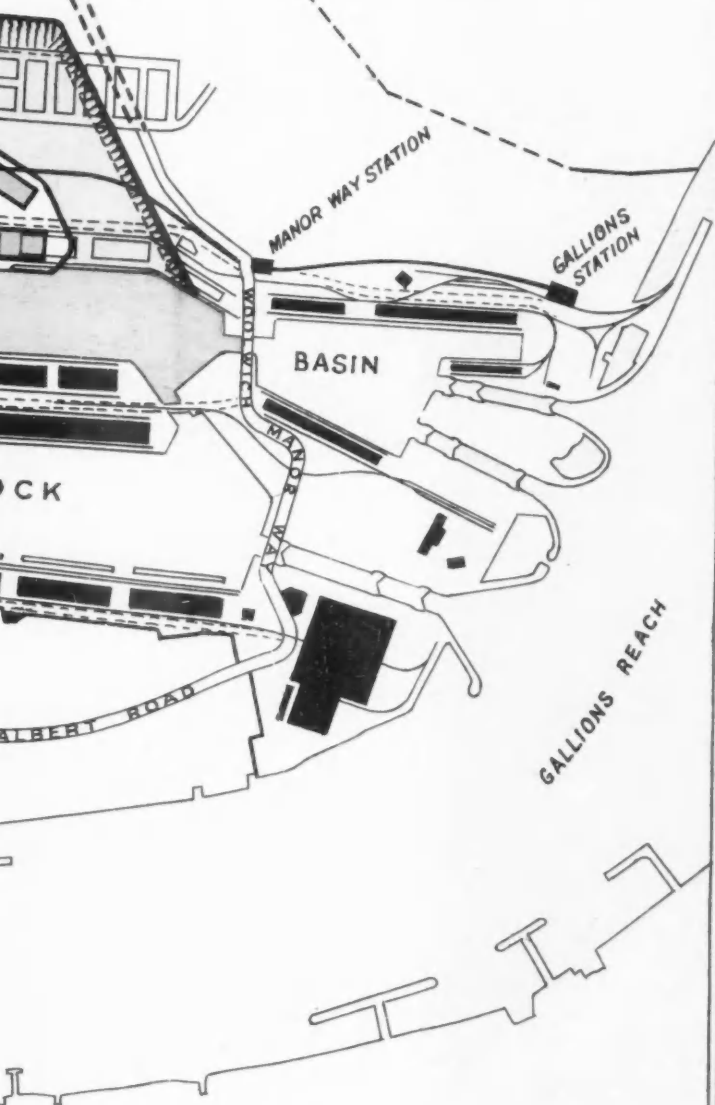 MANOR WAY STATION
GALLIONS
STATION
WOOLWICH
MANOR WAY
BASIN
OCK
ALBERT ROAD
GALLIONS REACH